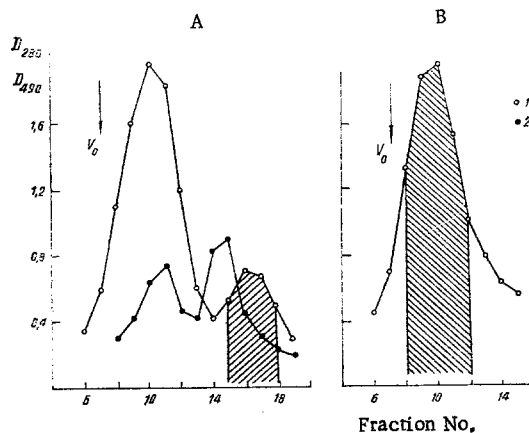 A B
D280
D490
1 
2
1,6
V₀ V₀
1,2
0,8
0,4
6 10 14 18 6 10 14
Fraction No.